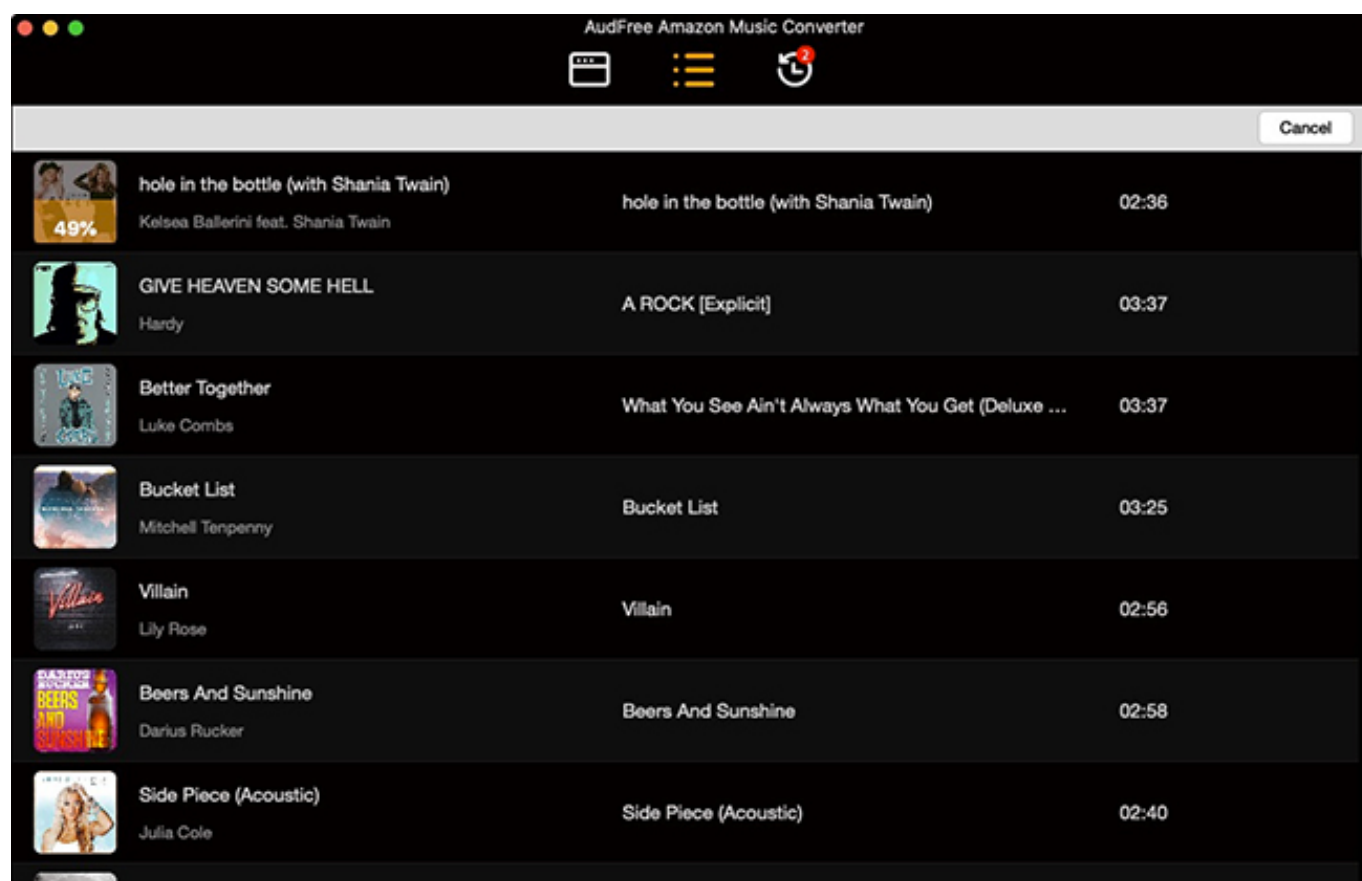 AudFree Amazon Music Converter
2
Cancel
49%
hole in the bottle (with Shania Twain)
Kelsea Ballerini feat. Shania Twain
hole in the bottle (with Shania Twain)
02:36
GIVE HEAVEN SOME HELL
Hardy
A ROCK [Explicit]
03:37
Better Together
Luke Combs
What You See Ain't Always What You Get (Deluxe ...
03:37
Bucket List
Mitchell Tenpenny
Bucket List
03:25
Villain
Villain
Lily Rose
Villain
02:56
DARIUS
RUCKER
BEERS
AND
SUNSHINE
Beers And Sunshine
Darius Rucker
Beers And Sunshine
02:58
Side Piece (Acoustic)
Julia Cole
Side Piece (Acoustic)
02:40